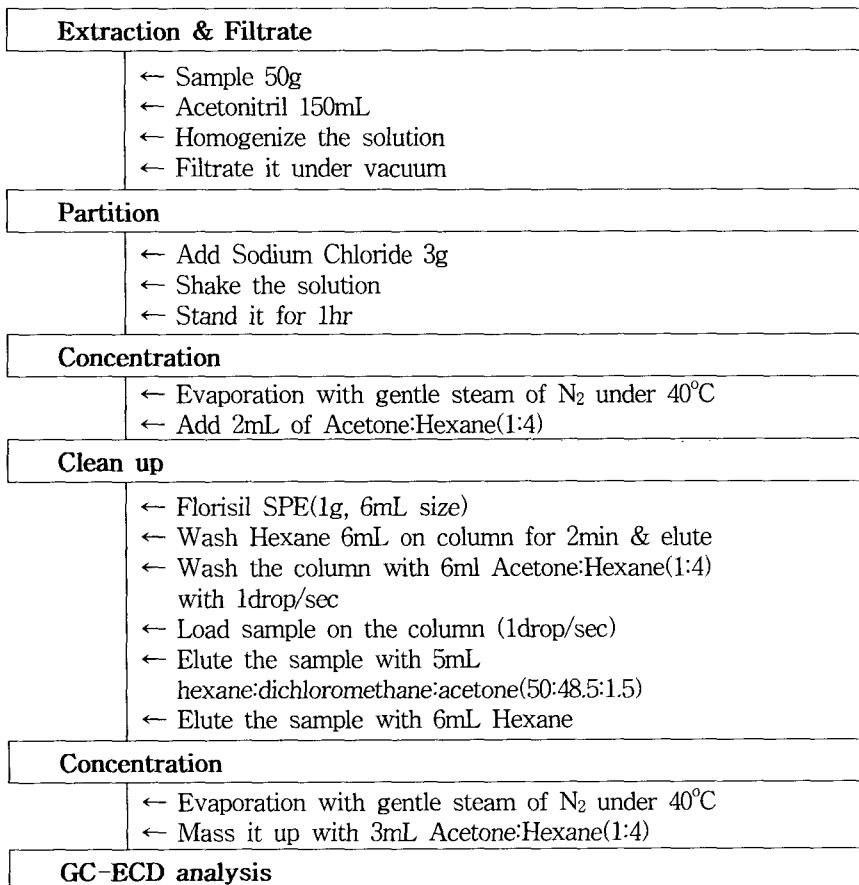 Extraction & Filtrate
← Sample 50g
← Acetonitril 150mL
← Homogenize the solution
← Filtrate it under vacuum
Partition
← Add Sodium Chloride 3g
← Shake the solution
← Stand it for 1hr
Concentration
← Evaporation with gentle steam of N₂ under 40°C
← Add 2mL of Acetone:Hexane(1:4)
Clean up
← Florisil SPE(1g, 6mL size)
← Wash Hexane 6mL on column for 2min & elute
← Wash the column with 6ml Acetone:Hexane(1:4)
with 1drop/sec
← Load sample on the column (1drop/sec)
← Elute the sample with 5mL
hexane:dichloromethane:acetone(50:48.5:1.5)
← Elute the sample with 6mL Hexane
Concentration
← Evaporation with gentle steam of N₂ under 40°C
← Mass it up with 3mL Acetone:Hexane(1:4)
GC-ECD analysis